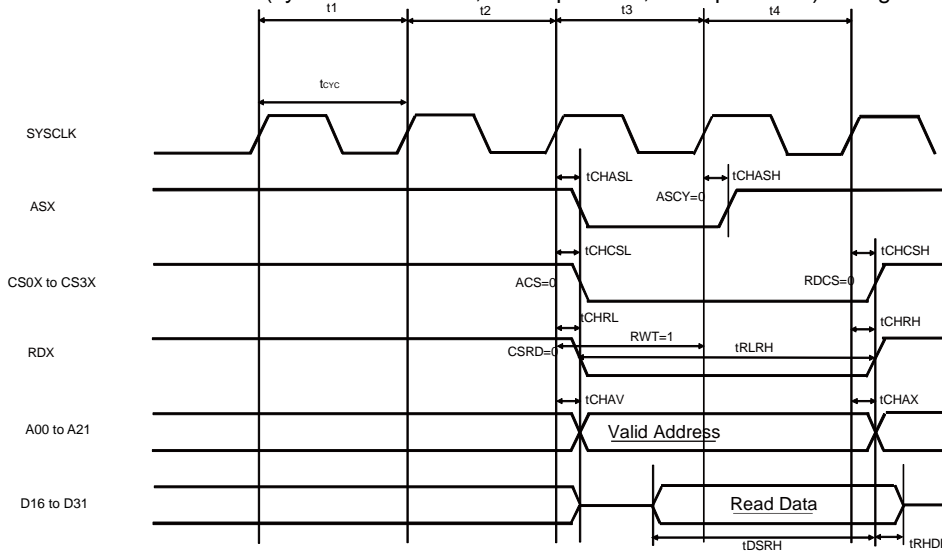 t1 t2 t3 t4
tCYC
SYSCLK
tCHASL tCHASH
ASX ASCY=0
tCHCSL tCHCSH
CS0X to CS3X ACS=0 RDCS=0
tCHRL tCHRH
RWT=1
RDX CSRD=0 tRLRH
tCHAV tCHAX
A00 to A21 Valid Address
D16 to D31 Read Data
tDSRH